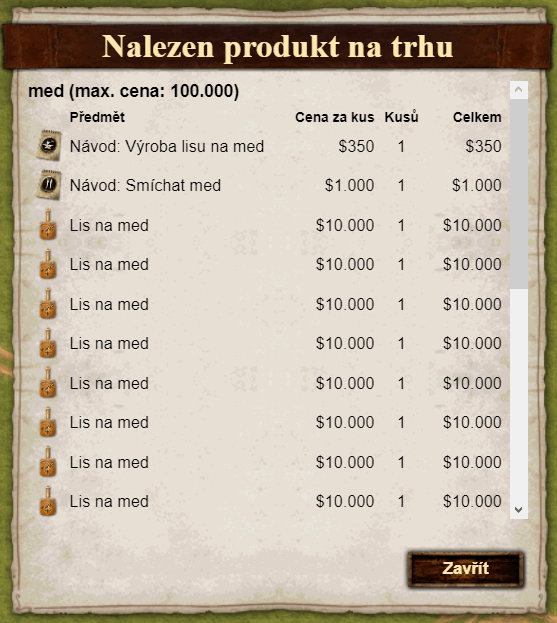 Nalezen produkt na trhu
med (max. cena: 100.000)
Předmět Cena za kus Kusů Celkem
Návod: Výroba lisu na med $350 1 $350
Návod: Smíchat med $1.000 1 $1.000
Lis na med $10.000 1 $10.000
Lis na med $10.000 1 $10.000
Lis na med $10.000 1 $10.000
Lis na med $10.000 1 $10.000
Lis na med $10.000 1 $10.000
Lis na med $10.000 1 $10.000
Lis na med $10.000 1 $10.000
Lis na med $10.000 1 $10.000
Zavřít